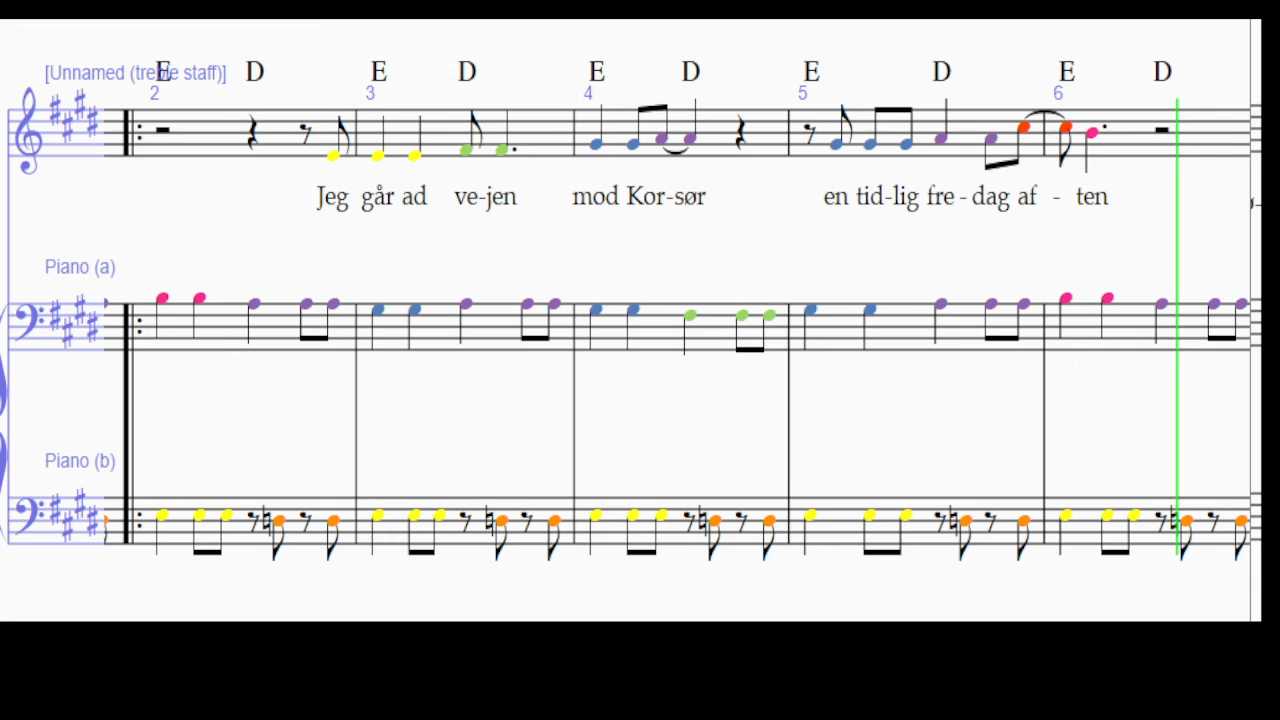 E D E D E D E D E D
[Unnamed (treble staff)]
2 3 4 5 6
Jeg går ad ve-jen mod Kor-sør en tid-lig fre-dag af - ten
Piano (a)
Piano (b)